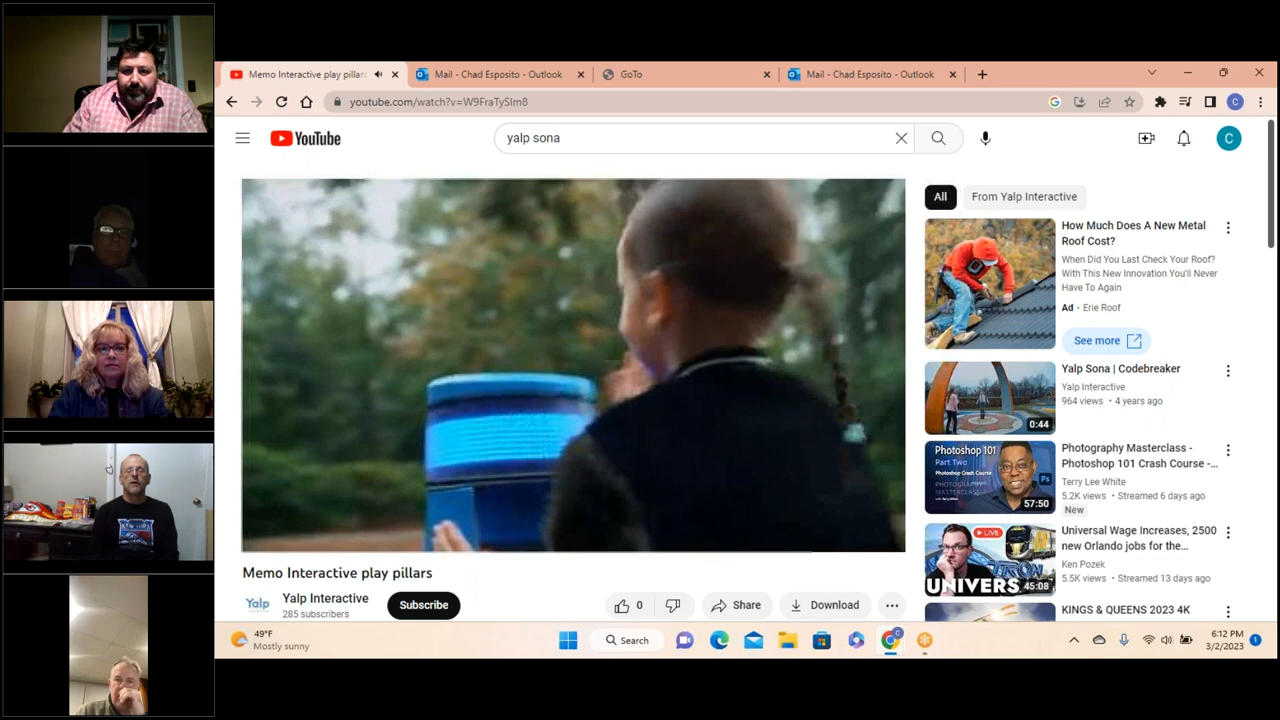 Memo Interactive play pillars
Mail - Chad Esposito - Outlook
GoTo
Mail - Chad Esposito - Outlook
youtube.com/watch?v=W9FraTySIm8
C
YouTube
yalp sona
C
All
From Yalp Interactive
How Much Does A New Metal
Roof Cost?
When Did You Last Check Your Roof?
With This New Innovation You'll Never
Have To Again
Ad • Erie Roof
See more
Yalp Sona | Codebreaker
Yalp Interactive
964 views • 4 years ago
0:44
Photoshop 101
Part Two
Photoshop Crash Course
Ps
57:50
Photography Masterclass -
Photoshop 101 Crash Course -...
Terry Lee White
5.2K views • Streamed 6 days ago
New
LIVE
UNIVERS
45:08
Universal Wage Increases, 2500
new Orlando jobs for the...
Ken Pozek
5.5K views • Streamed 13 days ago
KINGS & QUEENS 2023 4K
Memo Interactive play pillars
Yalp
Yalp Interactive
285 subscribers
Subscribe
0
Share
Download
49°F
Mostly sunny
Search
6:12 PM
3/2/2023
1